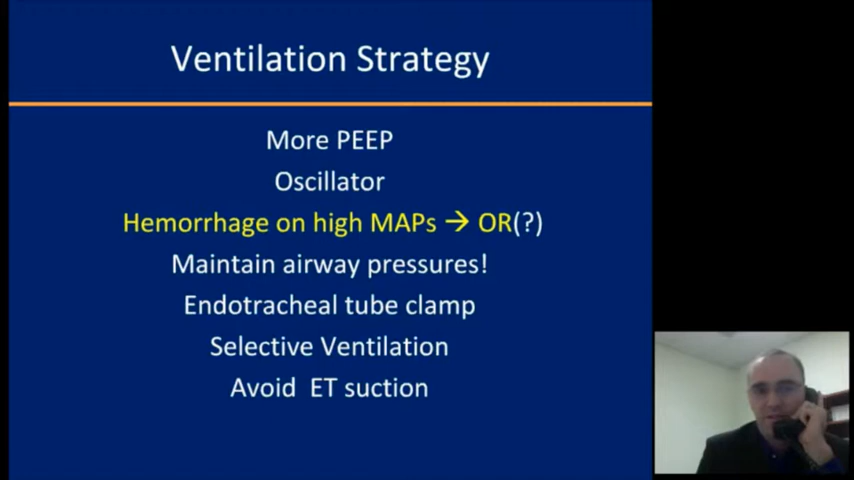 Ventilation Strategy
More PEEP
Oscillator
Hemorrhage on high MAPs → OR(?)
Maintain airway pressures!
Endotracheal tube clamp
Selective Ventilation
Avoid ET suction